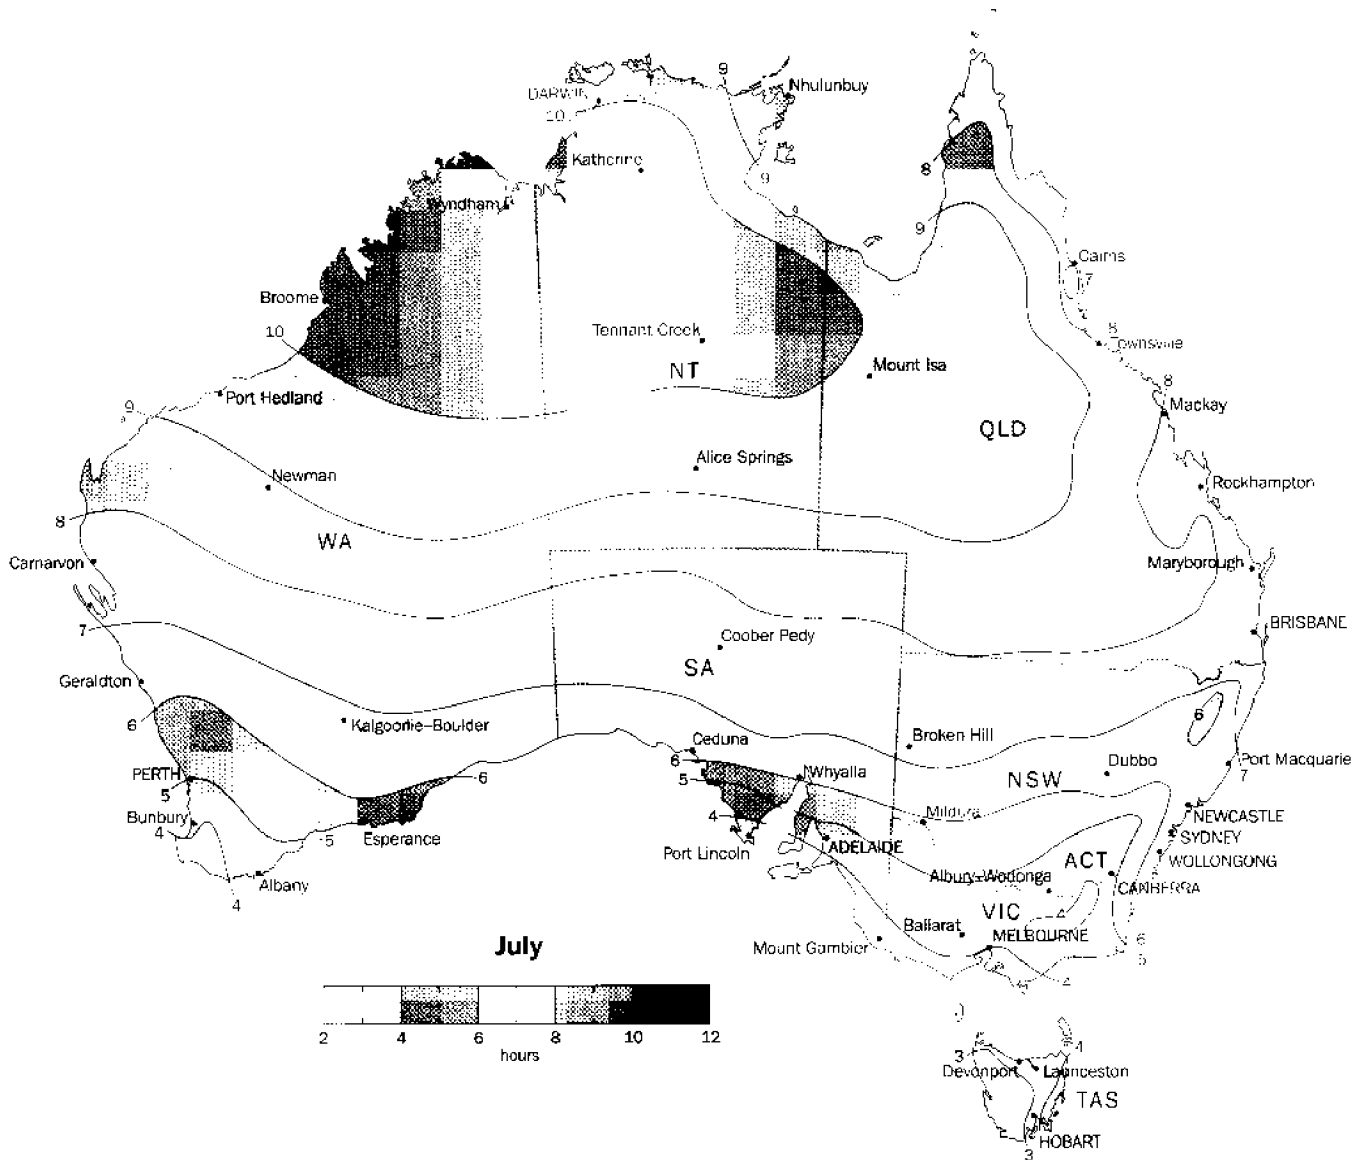 9
Nhulunbuy
DARWIN
10
Katherine
8
9
Wyndham
9
9
Cairns
7
Broome
10
Tennant Creek
8
Townsville
NT
Mount Isa
8
Port Hedland
9
Mackay
QLD
Alice Springs
Newman
Rockhampton
8
WA
Carnarvon
Maryborough
7
BRISBANE
Coober Pedy
SA
Geraldton
6
Kalgoorlie-Boulder
6
Broken Hill
Ceduna
Dubbo
Port Macquarie
6
Whyalla
PERTH
6
5
NSW
7
5
Bunbury
4
4
Mildura
NEWCASTLE
5
Esperance
SYDNEY
Port Lincoln
ADELAIDE
ACT
WOLLONGONG
Albany
Albury-Wodonga
CANBERRA
4
VIC
4
Ballarat
MELBOURNE
6
Mount Gambier
5
4
July
2 4 6 8 10 12
hours
3
4
Devonport
Launceston
TAS
HOBART
3